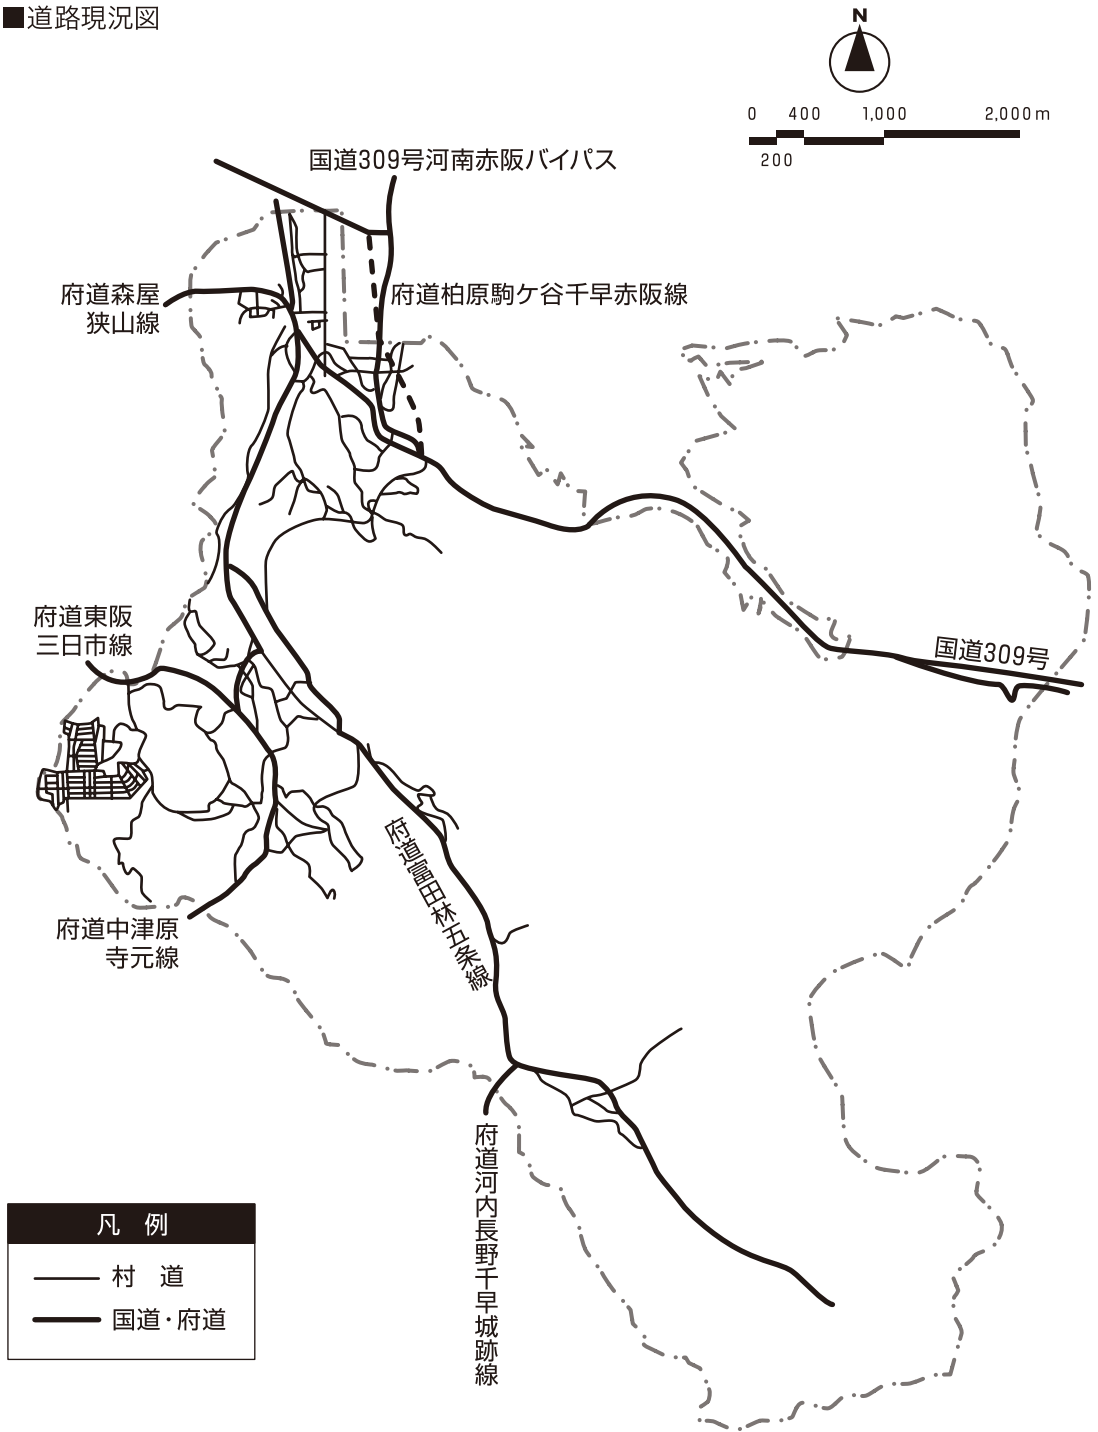 ■道路現況図
N
0 400 1,000 2,000m
200
国道309号河南赤阪バイパス
府道森屋
狭山線
府道柏原駒ケ谷千早赤阪線
府道東阪
三日市線
国道309号
府道富田林五条線
府道中津原
寺元線
府道河内長野千早城跡線
凡 例
村 道
国道・府道